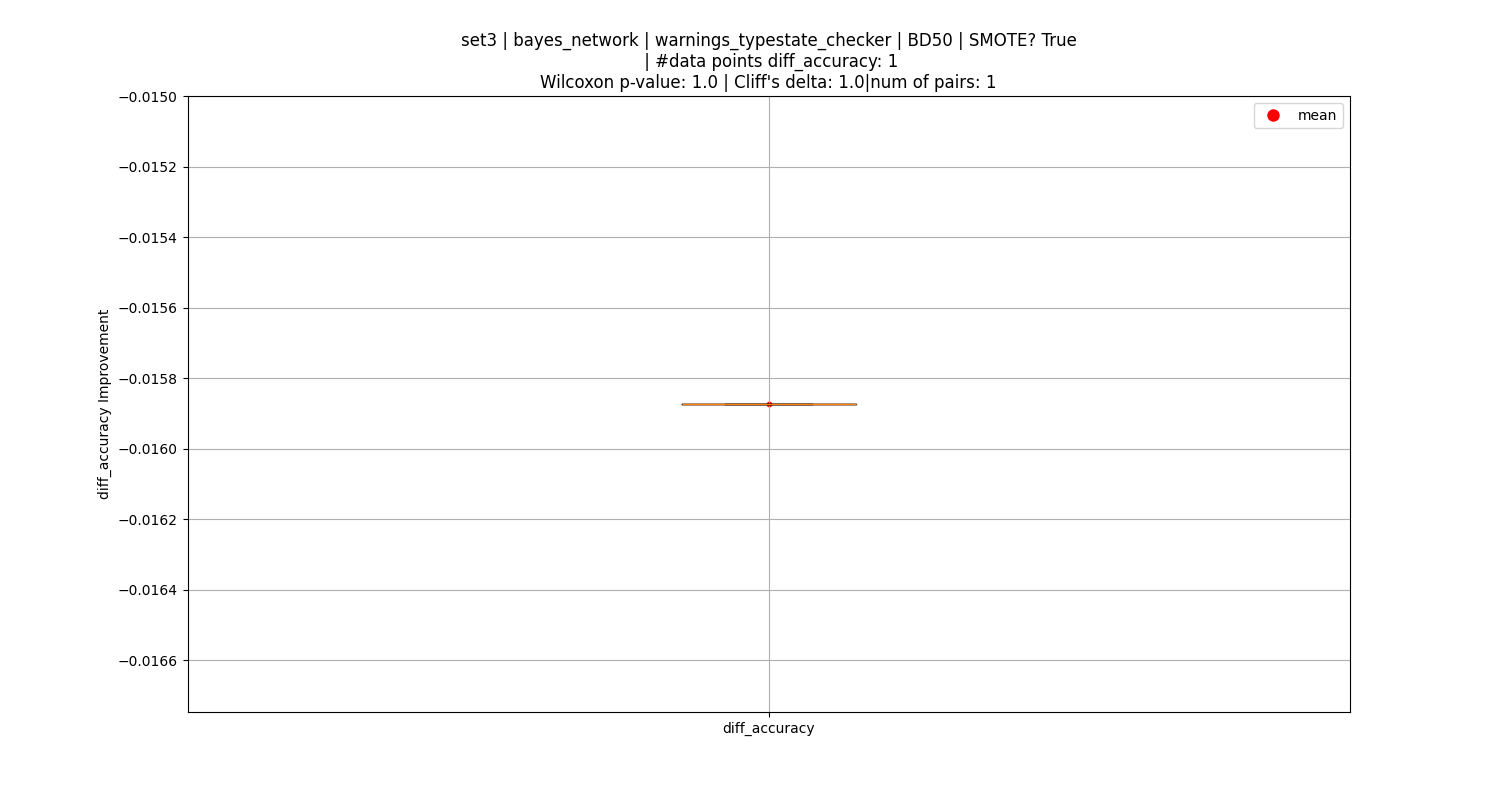 set3 | bayes_network | warnings_typestate_checker | BD50 | SMOTE? True
| #data points diff_accuracy: 1
Wilcoxon p-value: 1.0 | Cliff's delta: 1.0|num of pairs: 1
−0.0150
mean
−0.0152
−0.0154
−0.0156
−0.0158
−0.0160
−0.0162
−0.0164
−0.0166
diff_accuracy Improvement
diff_accuracy